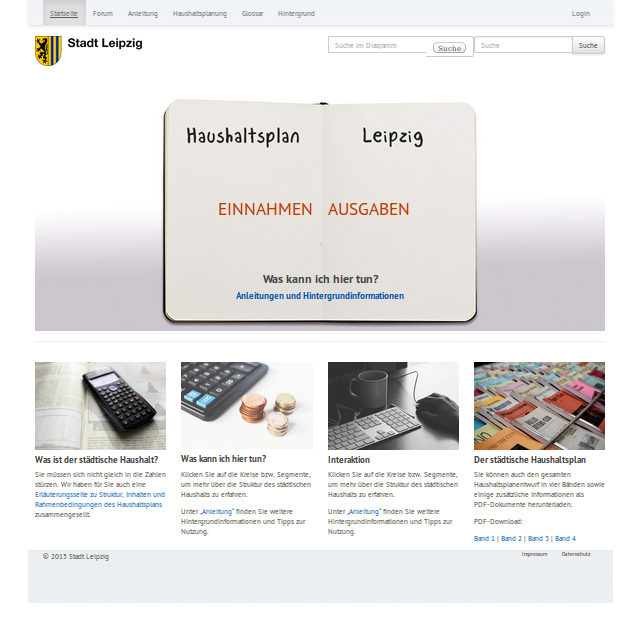 Startseite Forum Anleitung Haushaltsplanung Glossar Hintergrund Login
Stadt Leipzig
Suche im Diagramm Suche Suche Suche
Haushaltsplan Leipzig
EINNAHMEN AUSGABEN
Was kann ich hier tun?
Anleitungen und Hintergrundinformationen
Was ist der städtische Haushalt?
Sie müssen sich nicht gleich in die Zahlen
stürzen. Wir haben für Sie auch eine
Erläuterungsseite zu Struktur, Inhalten und
Rahmenbedingungen des Haushaltsplans
zusammengesellt.
Was kann ich hier tun?
Klicken Sie auf die Kreise bzw. Segmente,
um mehr über die Struktur des städtischen
Haushalts zu erfahren.
Unter „Anleitung“ finden Sie weitere
Hintergrundinformationen und Tipps zur
Nutzung.
Interaktion
Klicken Sie auf die Kreise bzw. Segmente,
um mehr über die Struktur des städtischen
Haushalts zu erfahren.
Unter „Anleitung“ finden Sie weitere
Hintergrundinformationen und Tipps zur
Nutzung.
Der städtische Haushaltsplan
Sie können auch den gesamten
Haushaltsplanentwurf in vier Bänden sowie
einige zusätzliche Informationen als
PDF-Dokumente herunterladen.
PDF-Download:
Band 1 | Band 2 | Band 3 | Band 4
© 2015 Stadt Leipzig Impressum Datenschutz